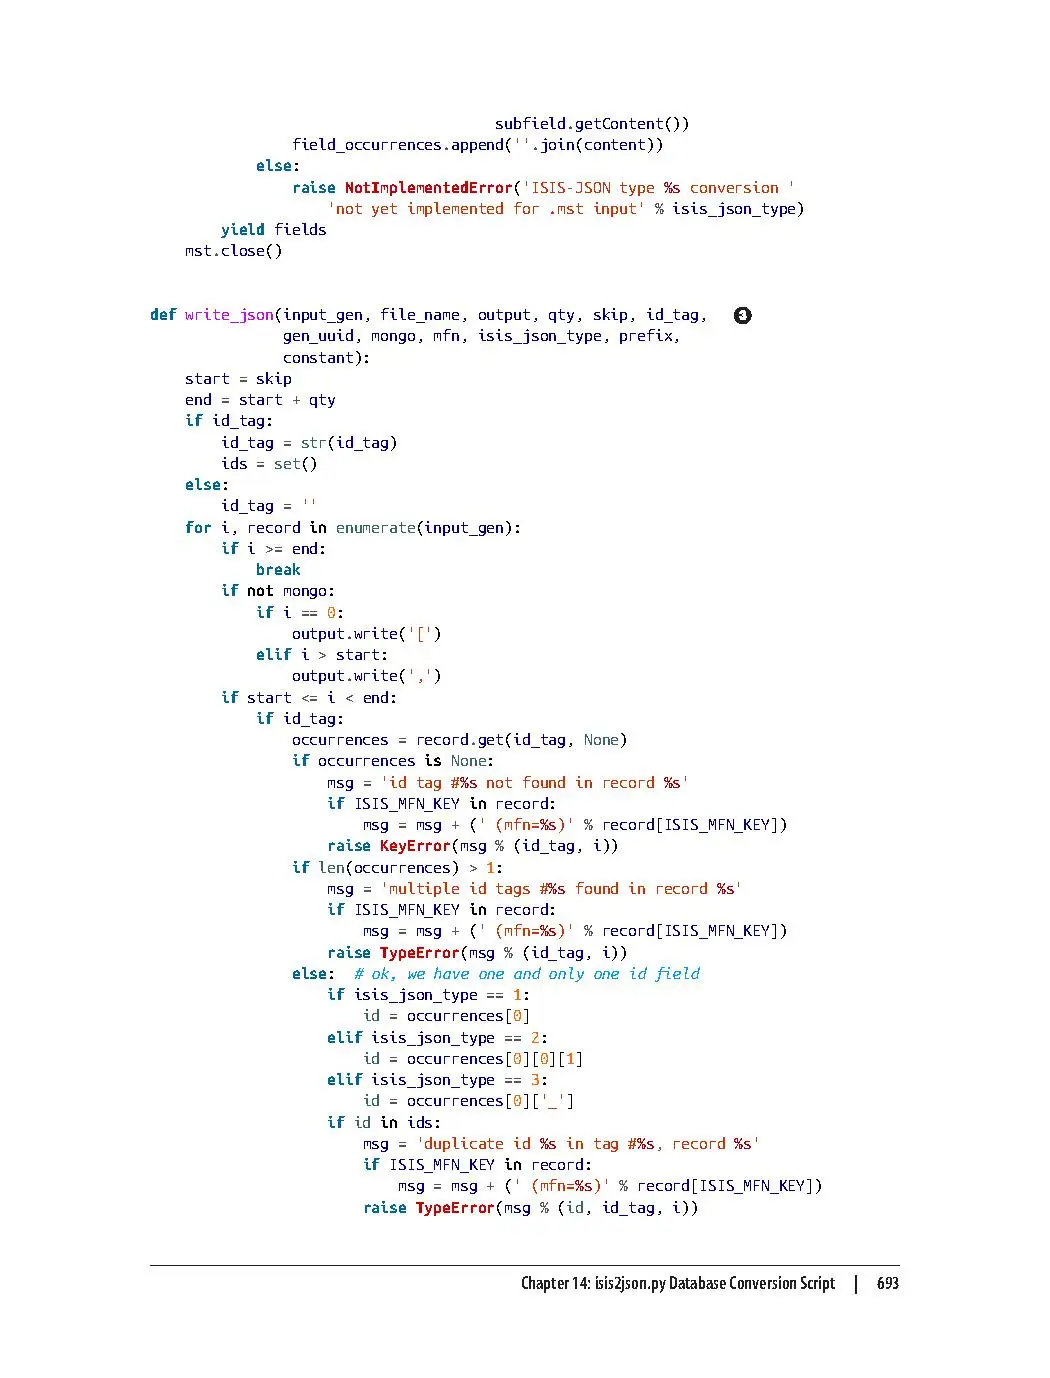 subfield.getContent())
                field_occurrences.append(''.join(content))
            else:
                raise NotImplementedError('ISIS-JSON type %s conversion '
                    'not yet implemented for .mst input' % isis_json_type)
        yield fields
    mst.close()


def write_json(input_gen, file_name, output, qty, skip, id_tag,   ❸
               gen_uuid, mongo, mfn, isis_json_type, prefix,
               constant):
    start = skip
    end = start + qty
    if id_tag:
        id_tag = str(id_tag)
        ids = set()
    else:
        id_tag = ''
    for i, record in enumerate(input_gen):
        if i >= end:
            break
        if not mongo:
            if i == 0:
                output.write('[')
            elif i > start:
                output.write(',')
        if start <= i < end:
            if id_tag:
                occurrences = record.get(id_tag, None)
                if occurrences is None:
                    msg = 'id tag #%s not found in record %s'
                    if ISIS_MFN_KEY in record:
                        msg = msg + (' (mfn=%s)' % record[ISIS_MFN_KEY])
                    raise KeyError(msg % (id_tag, i))
                if len(occurrences) > 1:
                    msg = 'multiple id tags #%s found in record %s'
                    if ISIS_MFN_KEY in record:
                        msg = msg + (' (mfn=%s)' % record[ISIS_MFN_KEY])
                    raise TypeError(msg % (id_tag, i))
                else:  # ok, we have one and only one id field
                    if isis_json_type == 1:
                        id = occurrences[0]
                    elif isis_json_type == 2:
                        id = occurrences[0][0][1]
                    elif isis_json_type == 3:
                        id = occurrences[0]['_']
                    if id in ids:
                        msg = 'duplicate id %s in tag #%s, record %s'
                        if ISIS_MFN_KEY in record:
                            msg = msg + (' (mfn=%s)' % record[ISIS_MFN_KEY])
                        raise TypeError(msg % (id, id_tag, i))
Chapter 14: isis2json.py Database Conversion Script | 693